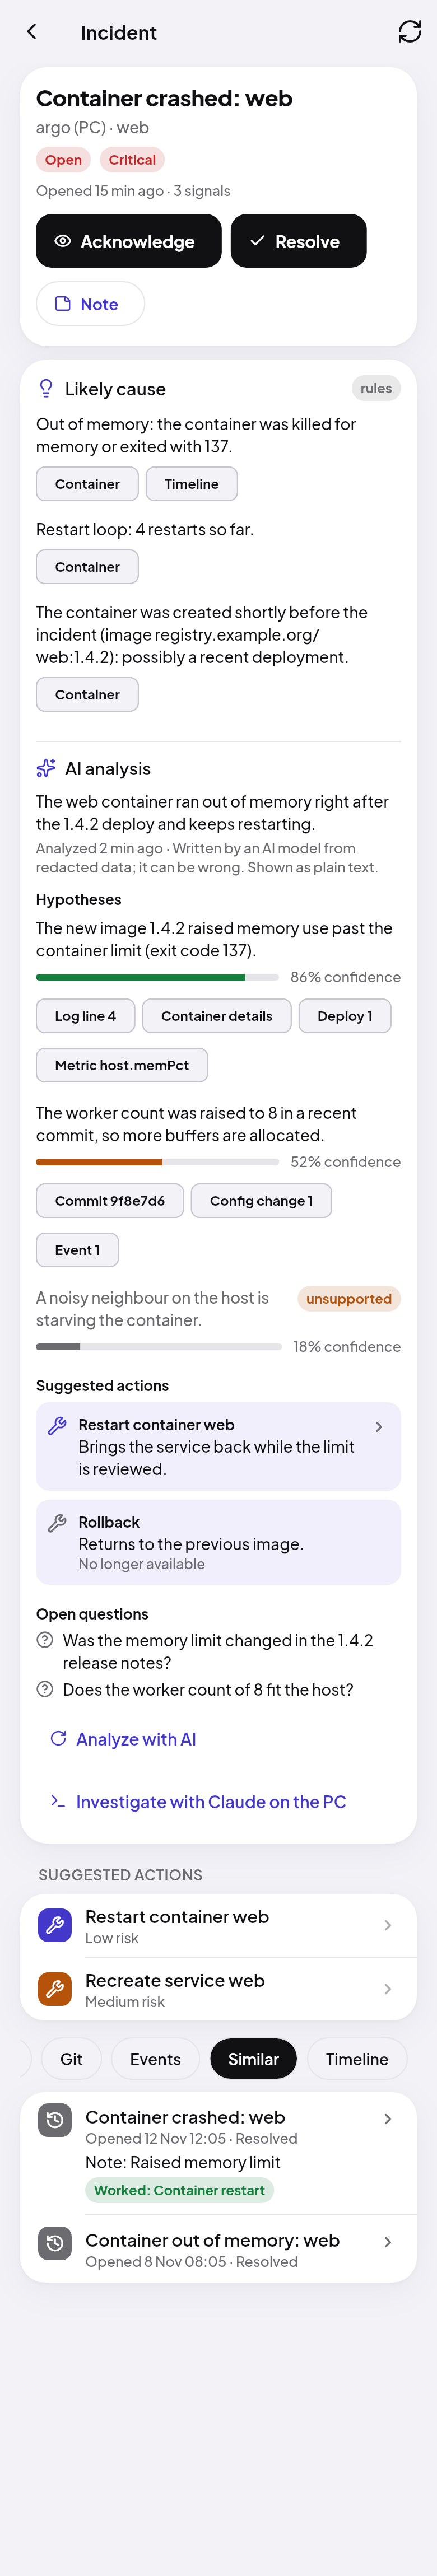 Incident
Container crashed: web
argo (PC) · web
Open
Critical
Opened 15 min ago · 3 signals
Acknowledge
Resolve
Note
Likely cause
rules
Out of memory: the container was killed for
memory or exited with 137.
Container
Timeline
Restart loop: 4 restarts so far.
Container
The container was created shortly before the
incident (image registry.example.org/
web:1.4.2): possibly a recent deployment.
Container
AI analysis
The web container ran out of memory right after
the 1.4.2 deploy and keeps restarting.
Analyzed 2 min ago · Written by an AI model from
redacted data; it can be wrong. Shown as plain text.
Hypotheses
The new image 1.4.2 raised memory use past the
container limit (exit code 137).
86% confidence
Log line 4
Container details
Deploy 1
Metric host.memPct
The worker count was raised to 8 in a recent
commit, so more buffers are allocated.
52% confidence
Commit 9f8e7d6
Config change 1
Event 1
A noisy neighbour on the host is
starving the container.
unsupported
18% confidence
Suggested actions
Restart container web
Brings the service back while the limit
is reviewed.
Rollback
Returns to the previous image.
No longer available
Open questions
Was the memory limit changed in the 1.4.2
release notes?
Does the worker count of 8 fit the host?
Analyze with AI
Investigate with Claude on the PC
SUGGESTED ACTIONS
Restart container web
Low risk
Recreate service web
Medium risk
Git
Events
Similar
Timeline
Container crashed: web
Opened 12 Nov 12:05 · Resolved
Note: Raised memory limit
Worked: Container restart
Container out of memory: web
Opened 8 Nov 08:05 · Resolved